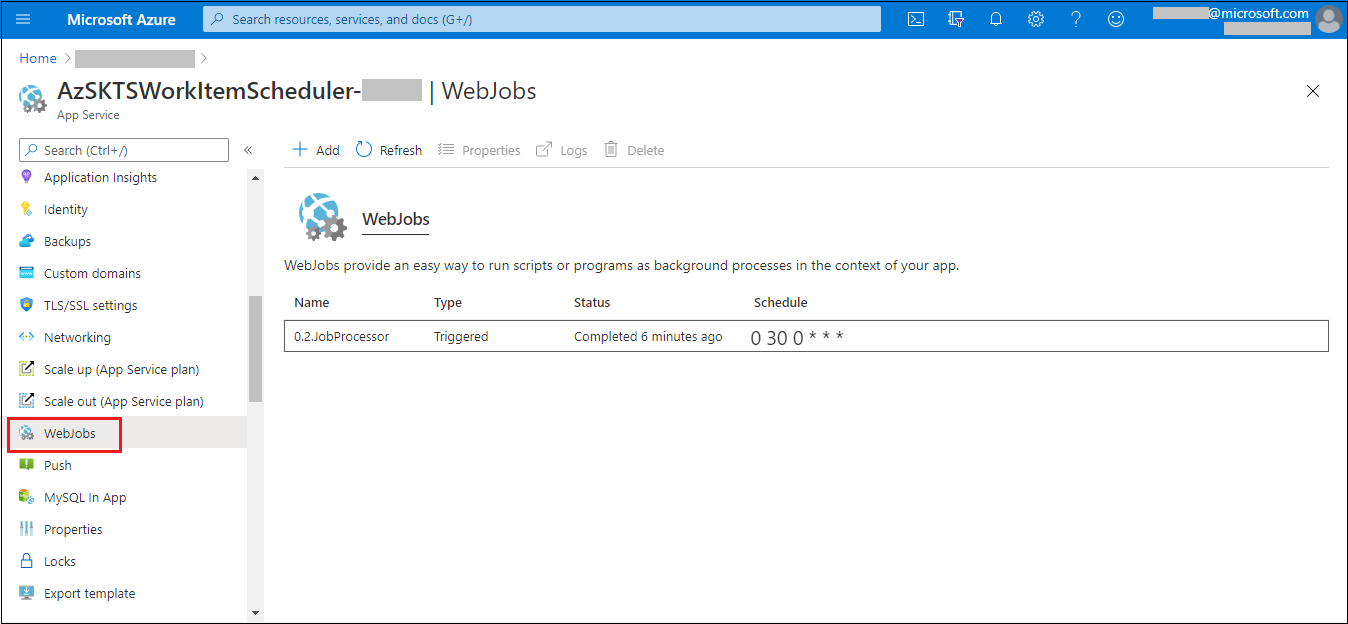 Microsoft Azure
Search resources, services, and docs (G+/)
@microsoft.com
Home
AzSKTSWorkItemScheduler- | WebJobs
App Service
Search (Ctrl+/)
«
Add
Refresh
Properties
Logs
Delete
Application Insights
Identity
Backups
Custom domains
TLS/SSL settings
Networking
Scale up (App Service plan)
Scale out (App Service plan)
WebJobs
Push
MySQL In App
Properties
Locks
Export template
WebJobs
WebJobs provide an easy way to run scripts or programs as background processes in the context of your app.
Name Type Status Schedule
0.2.JobProcessor Triggered Completed 6 minutes ago 0 30 0 * * *